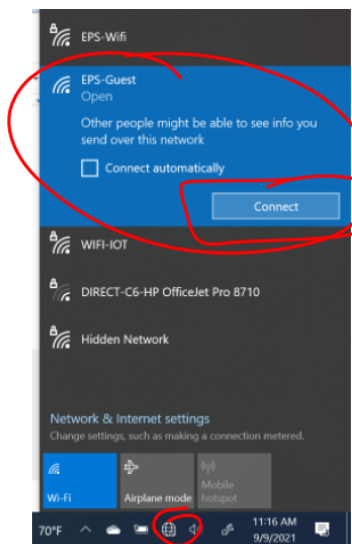 EPS-Wifi
EPS-Guest
Open
Other people might be able to see info you
send over this network
Connect automatically
Connect
WIFI-IOT
DIRECT-C6-HP OfficeJet Pro 8710
Hidden Network
Network & Internet settings
Change settings, such as making a connection metered.
Wi-Fi
Airplane mode
Mobile
hotspot
70°F
11:16 AM
9/9/2021